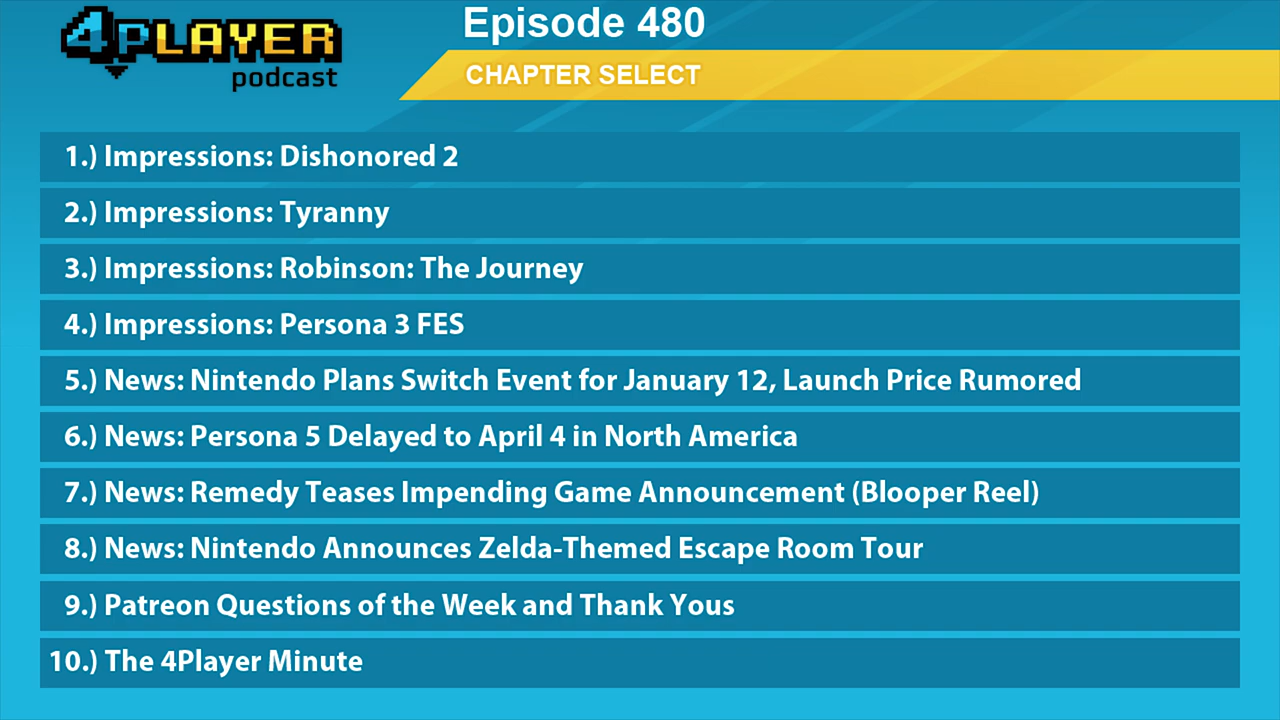 4PLAYER
podcast
Episode 480
CHAPTER SELECT
1.) Impressions: Dishonored 2
2.) Impressions: Tyranny
3.) Impressions: Robinson: The Journey
4.) Impressions: Persona 3 FES
5.) News: Nintendo Plans Switch Event for January 12, Launch Price Rumored
6.) News: Persona 5 Delayed to April 4 in North America
7.) News: Remedy Teases Impending Game Announcement (Blooper Reel)
8.) News: Nintendo Announces Zelda-Themed Escape Room Tour
9.) Patreon Questions of the Week and Thank Yous
10.) The 4Player Minute